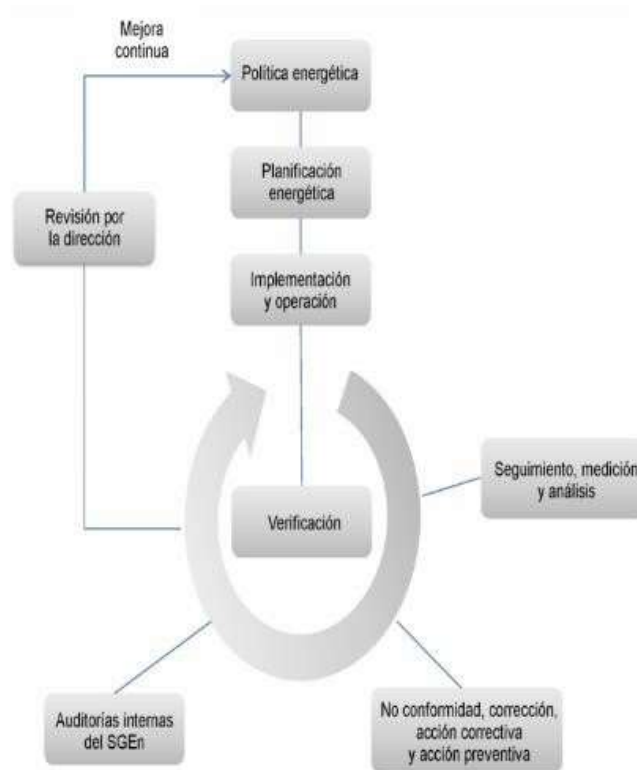 Mejora
continua
Política energética
Planificación
energética
Revisión por
la dirección
Implementación
y operación
Seguimiento, medición
y análisis
Verificación
Auditorías internas
del SGEn
No conformidad, corrección,
acción correctiva
y acción preventiva